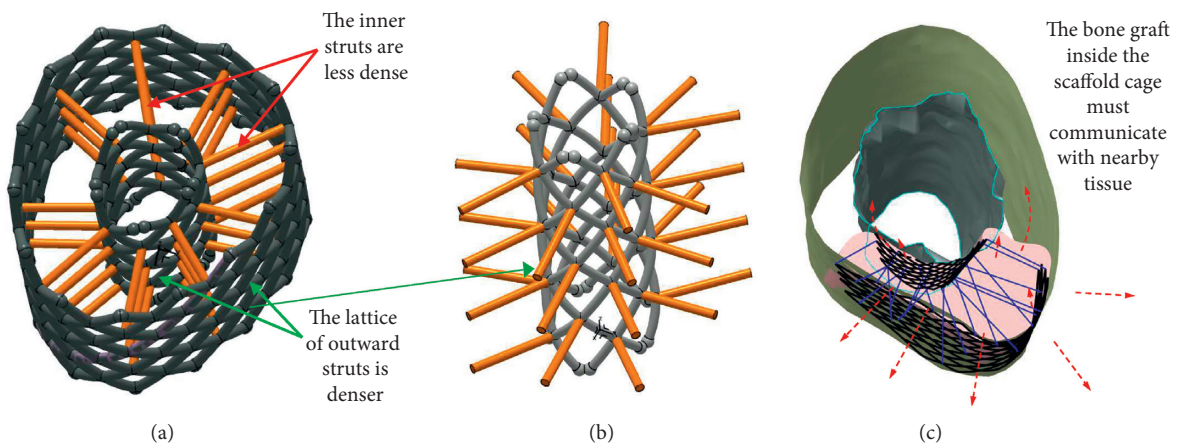 The inner
struts are
less dense
The lattice
of outward
struts is
denser
The bone graft
inside the
scaffold cage
must
communicate
with nearby
tissue
(a)
(b)
(c)